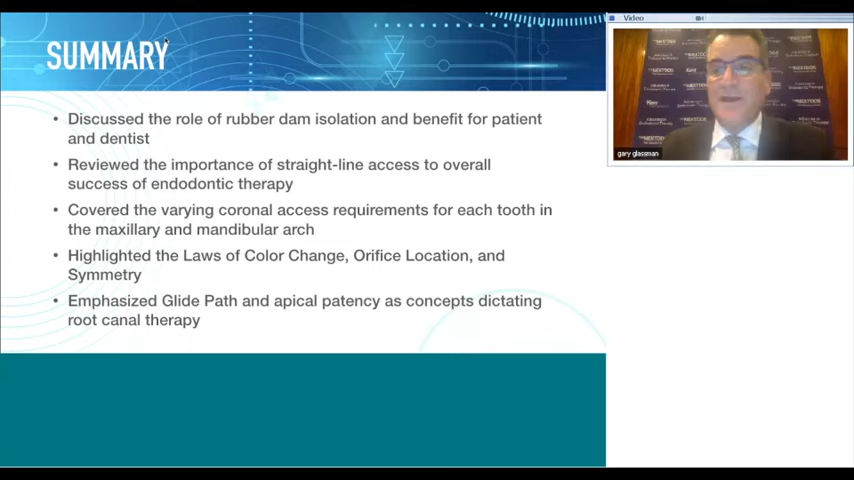 SUMMARY
• Discussed the role of rubber dam isolation and benefit for patient
and dentist
• Reviewed the importance of straight-line access to overall
success of endodontic therapy
• Covered the varying coronal access requirements for each tooth in
the maxillary and mandibular arch
• Highlighted the Laws of Color Change, Orifice Location, and
Symmetry
• Emphasized Glide Path and apical patency as concepts dictating
root canal therapy
Video
gary glassman